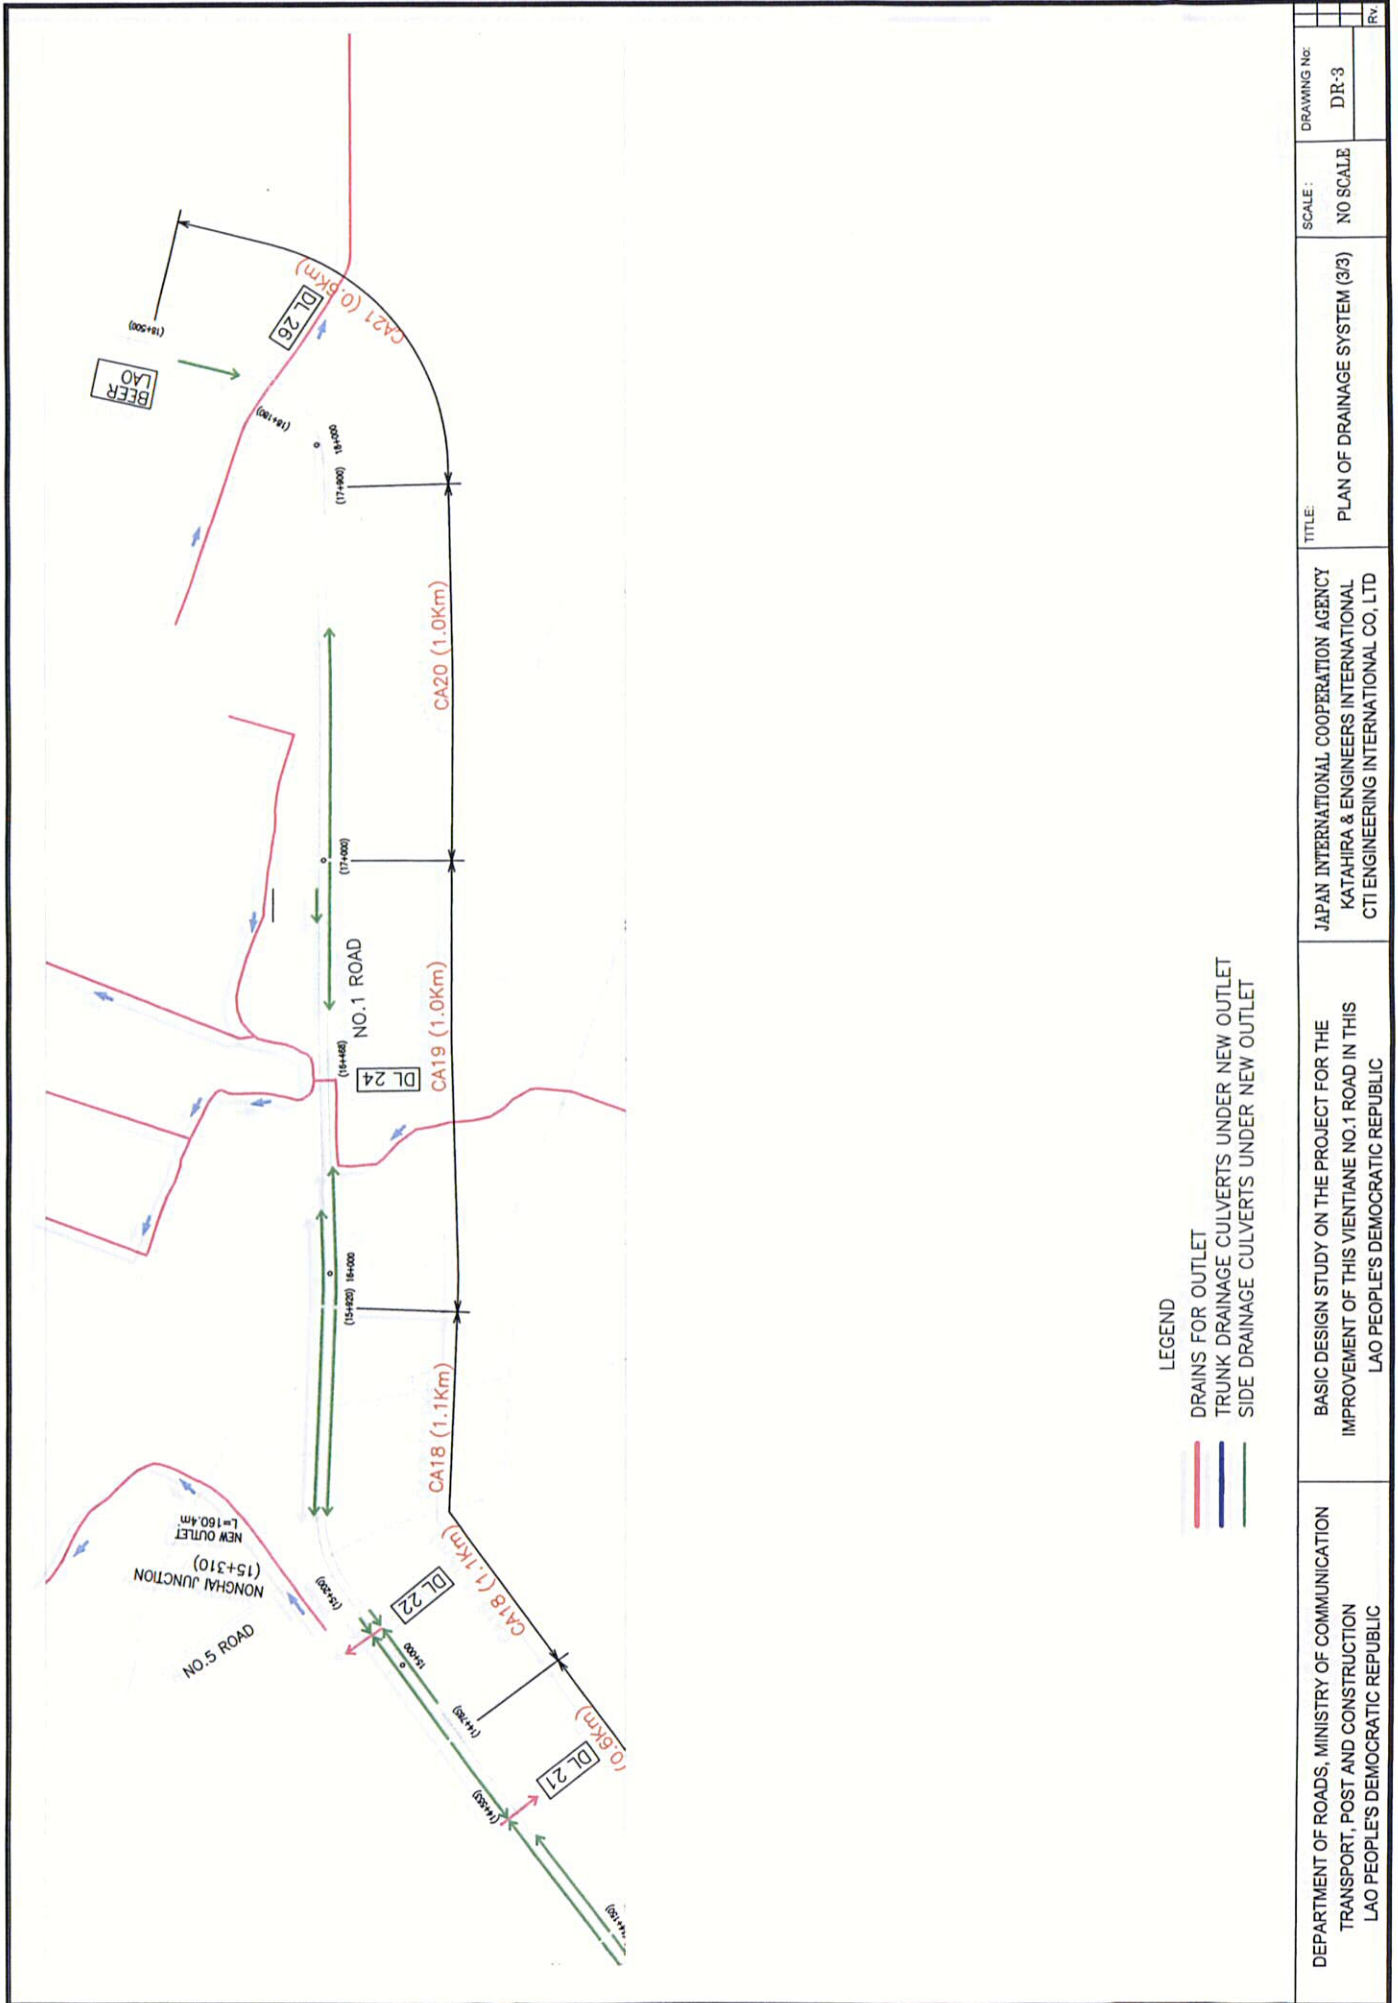 BEER
LAO
(18+500)
DL 26
CA21 (0.6Km)
(18+180)
18+000
(17+900)
CA20 (1.0Km)
(17+000)
NO.1 ROAD
CA19 (1.0Km)
(16+468)
DL 24
(15+920) 16+000
CA18 (1.1Km)
NEW OUTLET
L=160.4m
NONGHAI JUNCTION
(15+310)
NO.5 ROAD
(15+200)
DL 22
CA18 (1.1Km)
15+000
(14+785)
(0.6Km)
DL 21
(14+553)
(14+150)
LEGEND
DRAINS FOR OUTLET
TRUNK DRAINAGE CULVERTS UNDER NEW OUTLET
SIDE DRAINAGE CULVERTS UNDER NEW OUTLET
DEPARTMENT OF ROADS, MINISTRY OF COMMUNICATION
TRANSPORT, POST AND CONSTRUCTION
LAO PEOPLE'S DEMOCRATIC REPUBLIC
BASIC DESIGN STUDY ON THE PROJECT FOR THE
IMPROVEMENT OF THIS VIENTIANE NO.1 ROAD IN THIS
LAO PEOPLE'S DEMOCRATIC REPUBLIC
JAPAN INTERNATIONAL COOPERATION AGENCY
KATAHIRA & ENGINEERS INTERNATIONAL
CTI ENGINEERING INTERNATIONAL CO, LTD
TITLE:
PLAN OF DRAINAGE SYSTEM (3/3)
SCALE :
NO SCALE
DRAWING No:
DR-3
Rv.